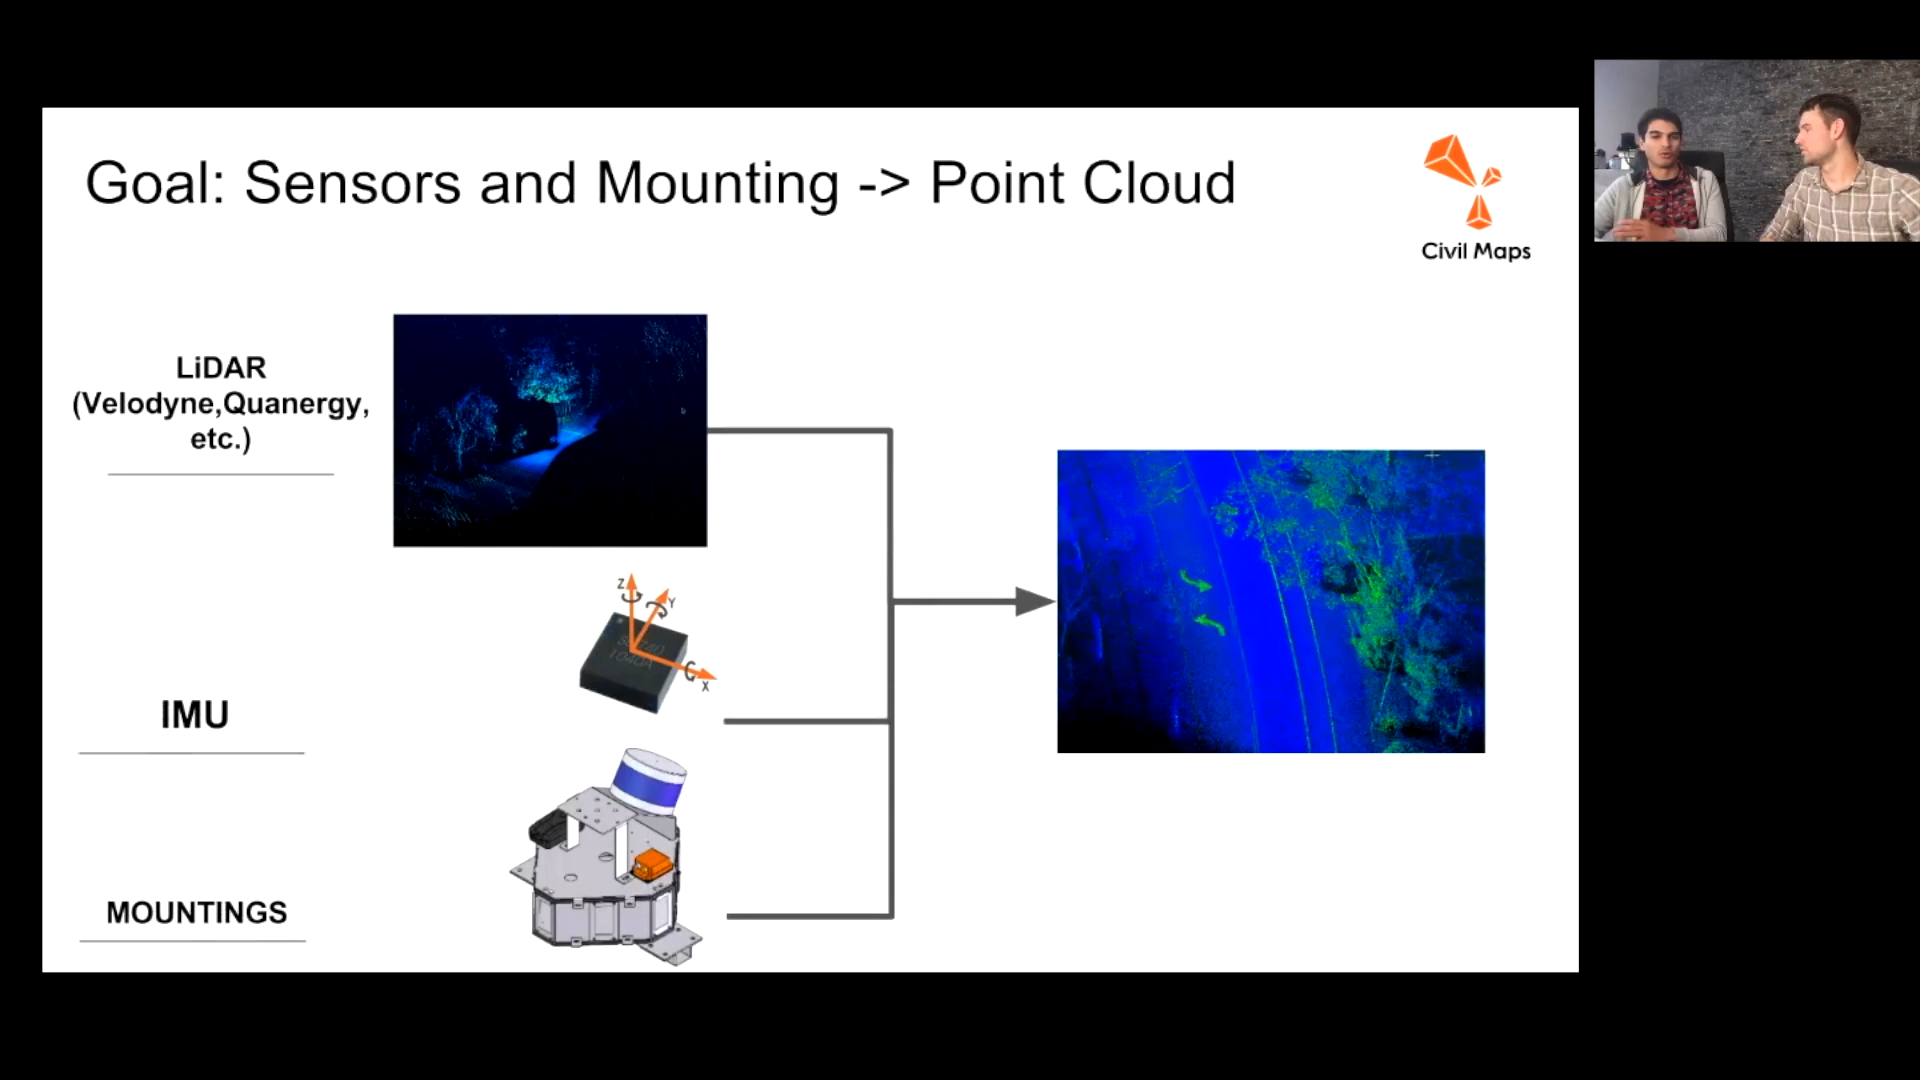 Goal: Sensors and Mounting -> Point Cloud
Civil Maps
LiDAR
(Velodyne,Quanergy,
etc.)
Z
Y
X
IMU
MOUNTINGS